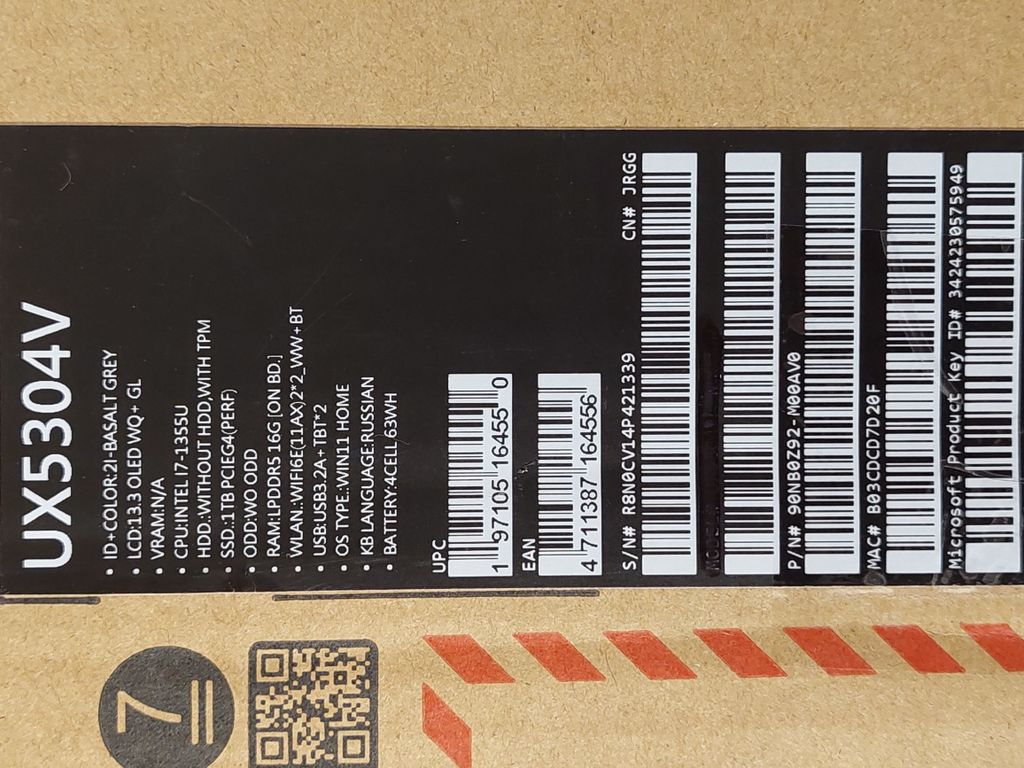 UX5304V
• ID+COLOR:2I-BASALT GREY
• LCD:13.3 OLED WQ+ GL
• VRAM:N/A
• CPU:INTEL I7-1355U
• HDD:WITHOUT HDD,WITH TPM
• SSD:1TB PCIEG4(PERF)
• ODD:WO ODD
• RAM:LPDDR5 16G [ON BD.]
• WLAN:WIFI6E(11AX)2*2_WW+BT
• USB:USB3.2A+TBT*2
• OS TYPE:WIN11 HOME
• KB LANGUAGE:RUSSIAN
• BATTERY:4CELL 63WH
UPC
1 97105 16455 0
EAN
4 711387 164556
S/N# R8N0CV14P421339 CN# JRGG
P/N# 90NB0Z92-M00AV0
MAC# B03CDCD7D20F
Microsoft Product Key ID# 3424230575949
7